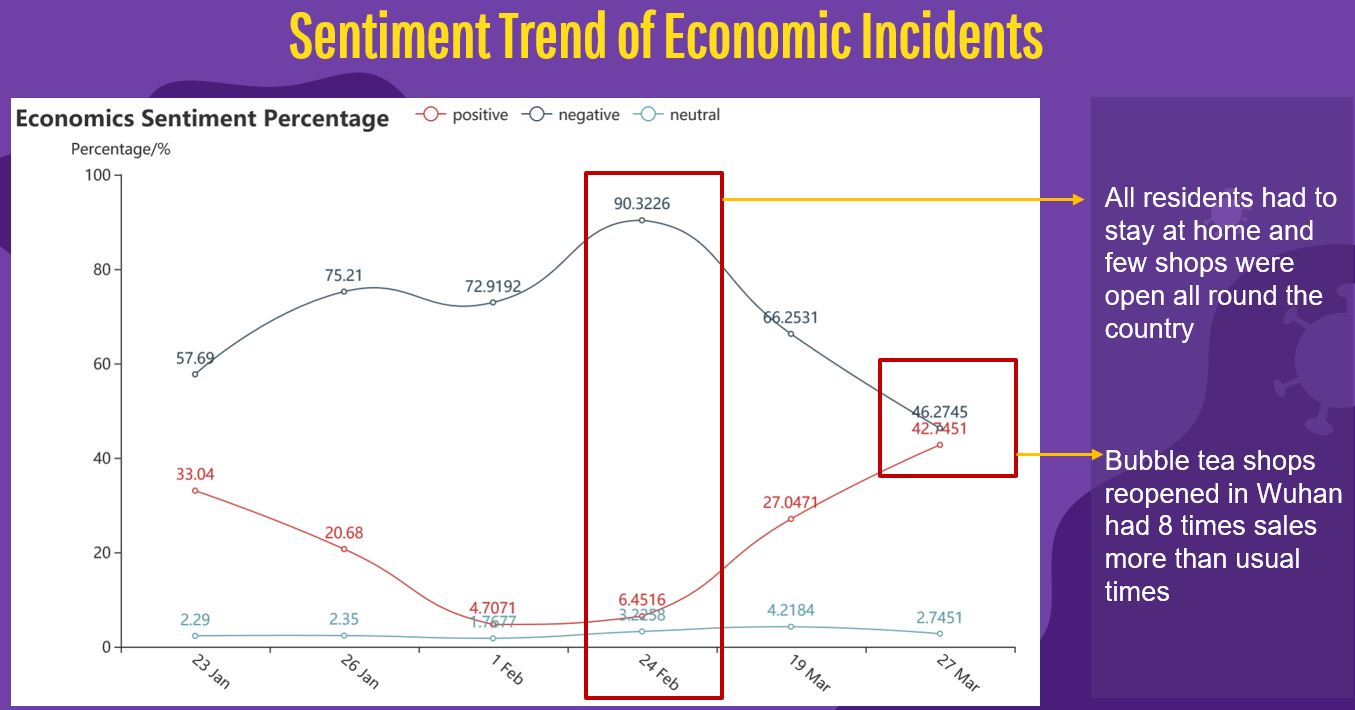 Sentiment Trend of Economic Incidents
Economics Sentiment Percentage
positive negative neutral
Percentage/%
100
80
60
40
20
0
57.69
75.21
72.9192
90.3226
66.2531
46.2745
33.04
20.68
4.7071
6.4516
27.0471
42.7451
2.29
2.35
1.7677
3.2258
4.2184
2.7451
23 Jan
26 Jan
1 Feb
24 Feb
19 Mar
27 Mar
All residents had to
stay at home and
few shops were
open all round the
country
Bubble tea shops
reopened in Wuhan
had 8 times sales
more than usual
times